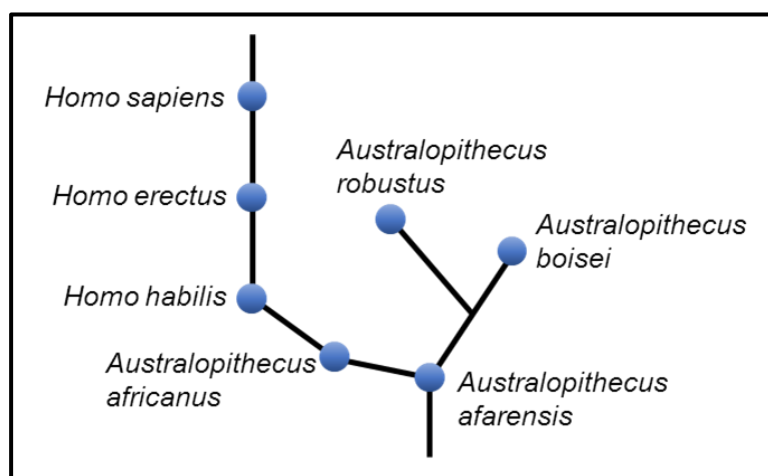 Homo sapiens
Australopithecus
robustus
Homo erectus
Australopithecus
boisei
Homo habilis
Australopithecus
africanus
Australopithecus
afarensis